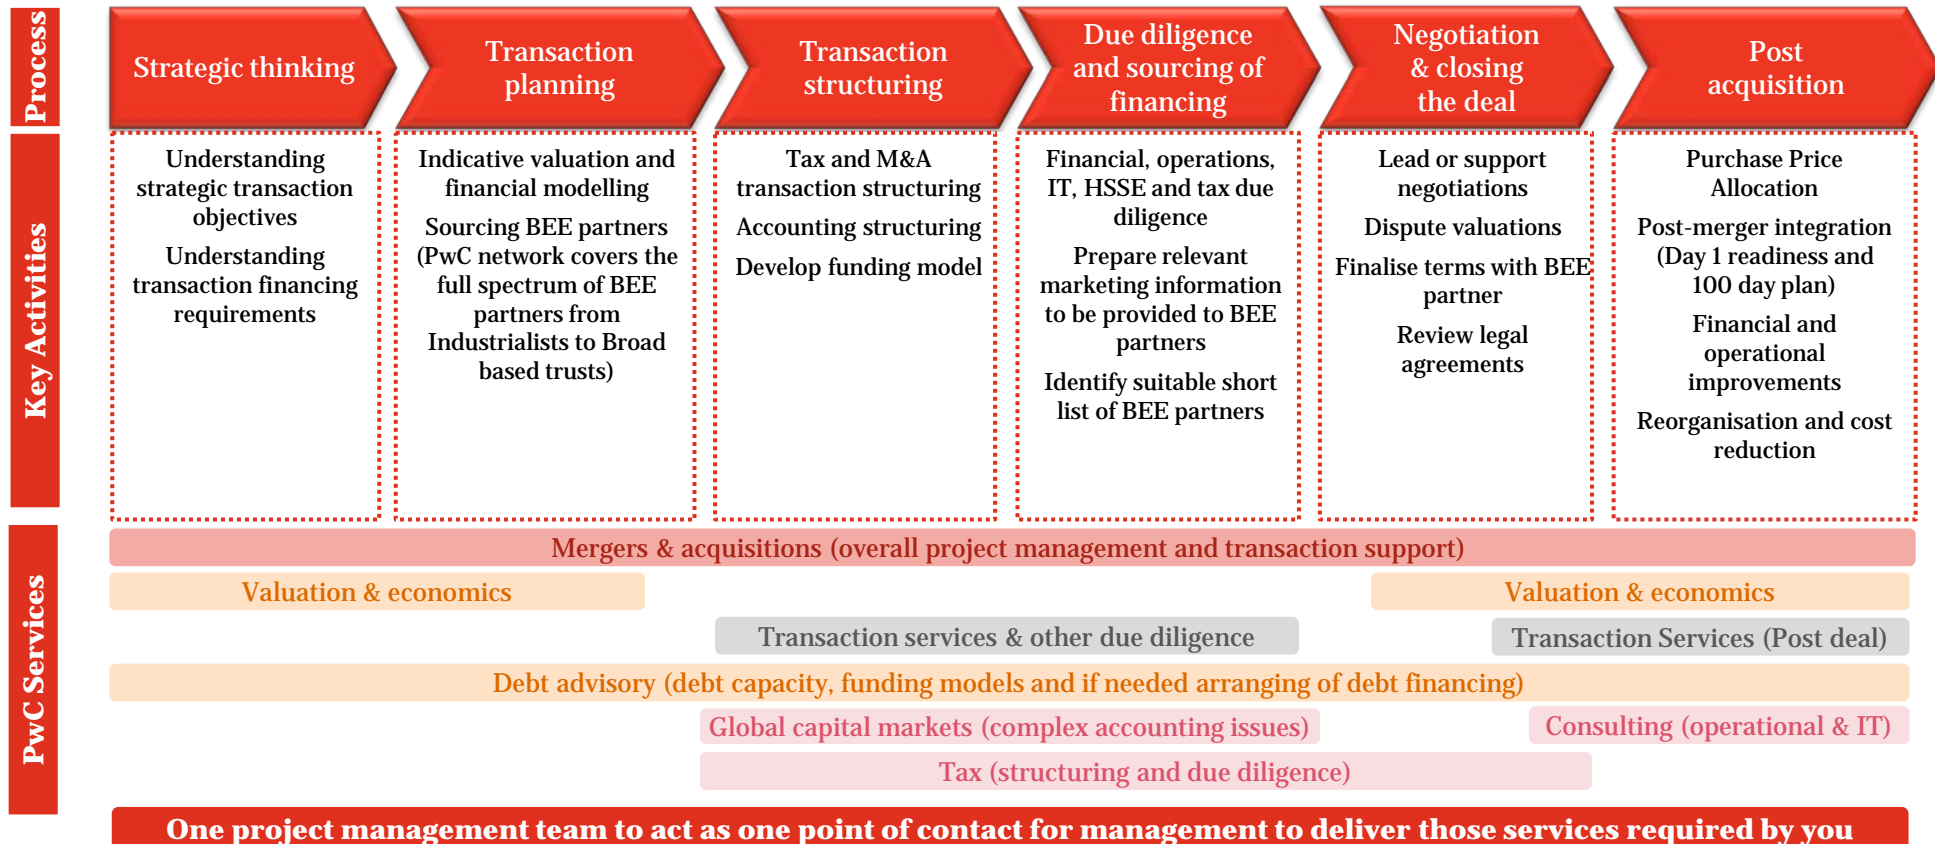 Process
Strategic thinking
Transaction
planning
Transaction
structuring
Due diligence
and sourcing of
financing
Negotiation
& closing
the deal
Post
acquisition
Key Activities
Understanding
strategic transaction
objectives
Understanding
transaction financing
requirements
Indicative valuation and
financial modelling
Sourcing BEE partners
(PwC network covers the
full spectrum of BEE
partners from
Industrialists to Broad
based trusts)
Tax and M&A
transaction structuring
Accounting structuring
Develop funding model
Financial, operations,
IT, HSSE and tax due
diligence
Prepare relevant
marketing information
to be provided to BEE
partners
Identify suitable short
list of BEE partners
Lead or support
negotiations
Dispute valuations
Finalise terms with BEE
partner
Review legal
agreements
Purchase Price
Allocation
Post-merger integration
(Day 1 readiness and
100 day plan)
Financial and
operational
improvements
Reorganisation and cost
reduction
PwC Services
Mergers & acquisitions (overall project management and transaction support)
Valuation & economics
Valuation & economics
Transaction services & other due diligence
Transaction Services (Post deal)
Debt advisory (debt capacity, funding models and if needed arranging of debt financing)
Global capital markets (complex accounting issues)
Consulting (operational & IT)
Tax (structuring and due diligence)
One project management team to act as one point of contact for management to deliver those services required by you